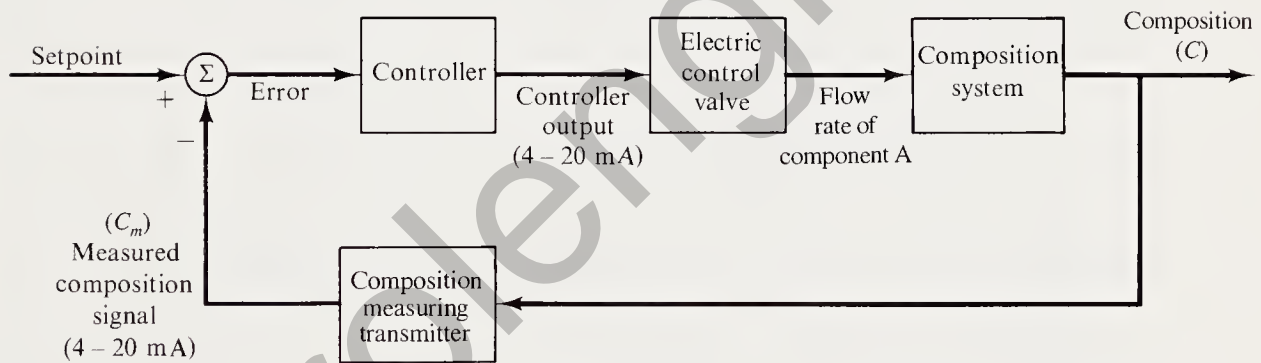 Setpoint
+
−
Σ
Error
Controller
Controller
output
(4 – 20 mA)
Electric
control
valve
Flow
rate of
component A
Composition
system
Composition
(C)
(Cm)
Measured
composition
signal
(4 – 20 mA)
Composition
measuring
transmitter